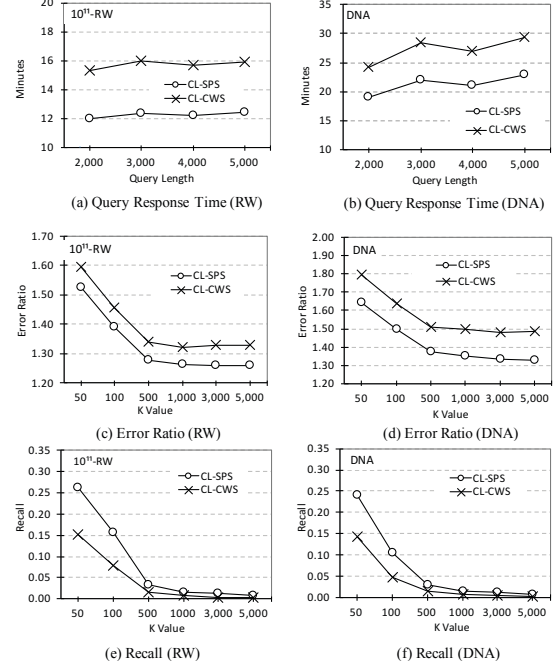 20
18
16
14
12
10
10¹¹-RW
CL-SPS
CL-CWS
Minutes
2,000 3,000 4,000 5,000
Query Length
(a) Query Response Time (RW)
35
30
25
20
15
10
DNA
CL-SPS
CL-CWS
Minutes
2,000 3,000 4,000 5,000
Query Length
(b) Query Response Time (DNA)
1.70
1.60
1.50
1.40
1.30
1.20
10¹¹-RW
CL-SPS
CL-CWS
Error Ratio
50 100 500 1,000 3,000 5,000
K Value
(c) Error Ratio (RW)
2.00
1.90
1.80
1.70
1.60
1.50
1.40
1.30
1.20
DNA
CL-SPS
CL-CWS
Error Ratio
50 100 500 1,000 3,000 5,000
K Value
(d) Error Ratio (DNA)
0.35
0.30
0.25
0.20
0.15
0.10
0.05
0.00
10¹¹-RW
CL-SPS
CL-CWS
Recall
50 100 500 1000 3,000 5,000
K Value
(e) Recall (RW)
0.35
0.30
0.25
0.20
0.15
0.10
0.05
0.00
DNA
CL-SPS
CL-CWS
Recall
50 100 500 1000 3,000 5,000
K Value
(f) Recall (DNA)